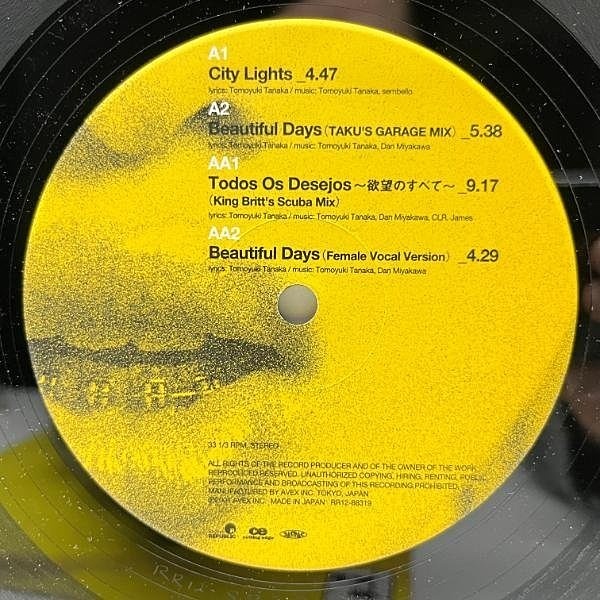 A1
City Lights _4.47
lyrics: Tomoyuki Tanaka / music: Tomoyuki Tanaka, sembello
A2
Beautiful Days (TAKU'S GARAGE MIX) _5.38
lyrics: Tomoyuki Tanaka / music: Tomoyuki Tanaka, Dan Miyakawa
AA1
Todos Os Desejos ～欲望のすべて～ _9.17
(King Britt's Scuba Mix)
lyrics: Tomoyuki Tanaka / music: Tomoyuki Tanaka, Dan Miyakawa, CLR. James
AA2
Beautiful Days (Female Vocal Version) _4.29
lyrics: Tomoyuki Tanaka / music: Tomoyuki Tanaka, Dan Miyakawa
33 1/3 RPM, STEREO
ALL RIGHTS OF THE RECORD PRODUCER AND OF THE OWNER OF THE WORK
REPRODUCED RESERVED. UNAUTHORIZED COPYING, HIRING, RENTING, PUBLIC
PERFORMANCE AND BROADCASTING OF THIS RECORDING PROHIBITED.
MANUFACTURED BY AVEX INC. TOKYO, JAPAN
AVEX INC. MADE IN JAPAN RR12-88319
REPUBLIC
cutting edge